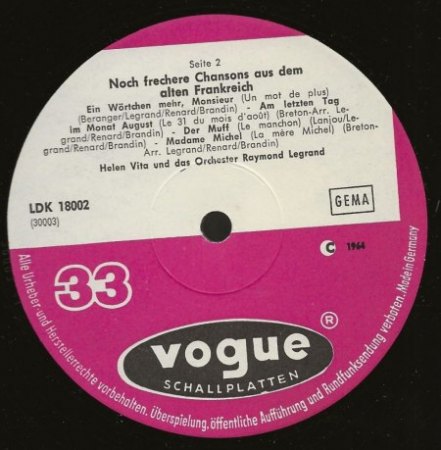 Seite 2
Noch frechere Chansons aus dem
alten Frankreich
Ein Wörtchen mehr, Monsieur (Un mot de plus)
(Beranger/Legrand/Renard/Brandin) - Am letzten Tag
im Monat August (Le 31 du mois d'août) (Breton-Arr. Le-
grand/Renard/Brandin) - Der Muff (Le manchon) (Lanjou/Le-
grand/Renard/Brandin) - Madame Michel (La mère Michel) (Breton-
Arr. Legrand/Renard/Brandin)
Helen Vita und das Orchester Raymond Legrand
LDK 18002
(30003)
GEMA
C 1964
33
vogue ®
SCHALLPLATTEN
Alle Urheber- und Herstellerrechte vorbehalten. Überspielung, öffentliche Aufführung und Rundfunksendung verboten. Made in Germany